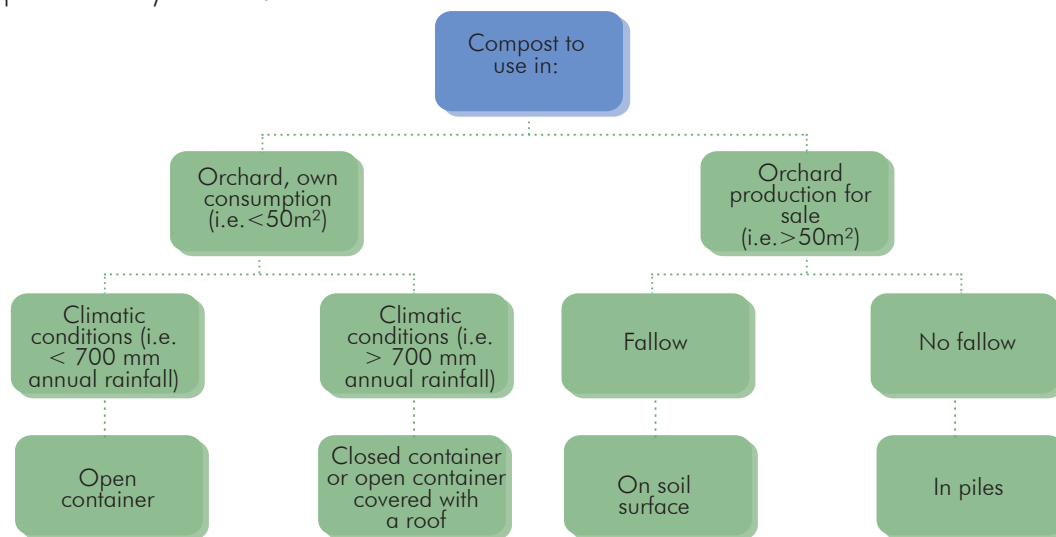 Compost to
use in:
Orchard, own
consumption
(i.e.<50m²)
Orchard
production for
sale
(i.e.>50m²)
Climatic
conditions (i.e.
< 700 mm
annual rainfall)
Climatic
conditions (i.e.
> 700 mm
annual rainfall)
Fallow
No fallow
Open
container
Closed container
or open container
covered with
a roof
On soil
surface
In piles